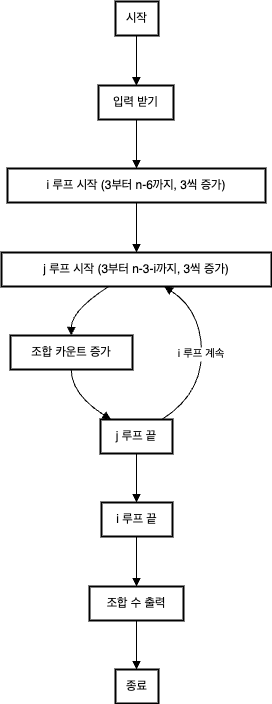 시작
입력 받기
i 루프 시작 (3부터 n-6까지, 3씩 증가)
j 루프 시작 (3부터 n-3-i까지, 3씩 증가)
조합 카운트 증가
i 루프 계속
j 루프 끝
i 루프 끝
조합 수 출력
종료